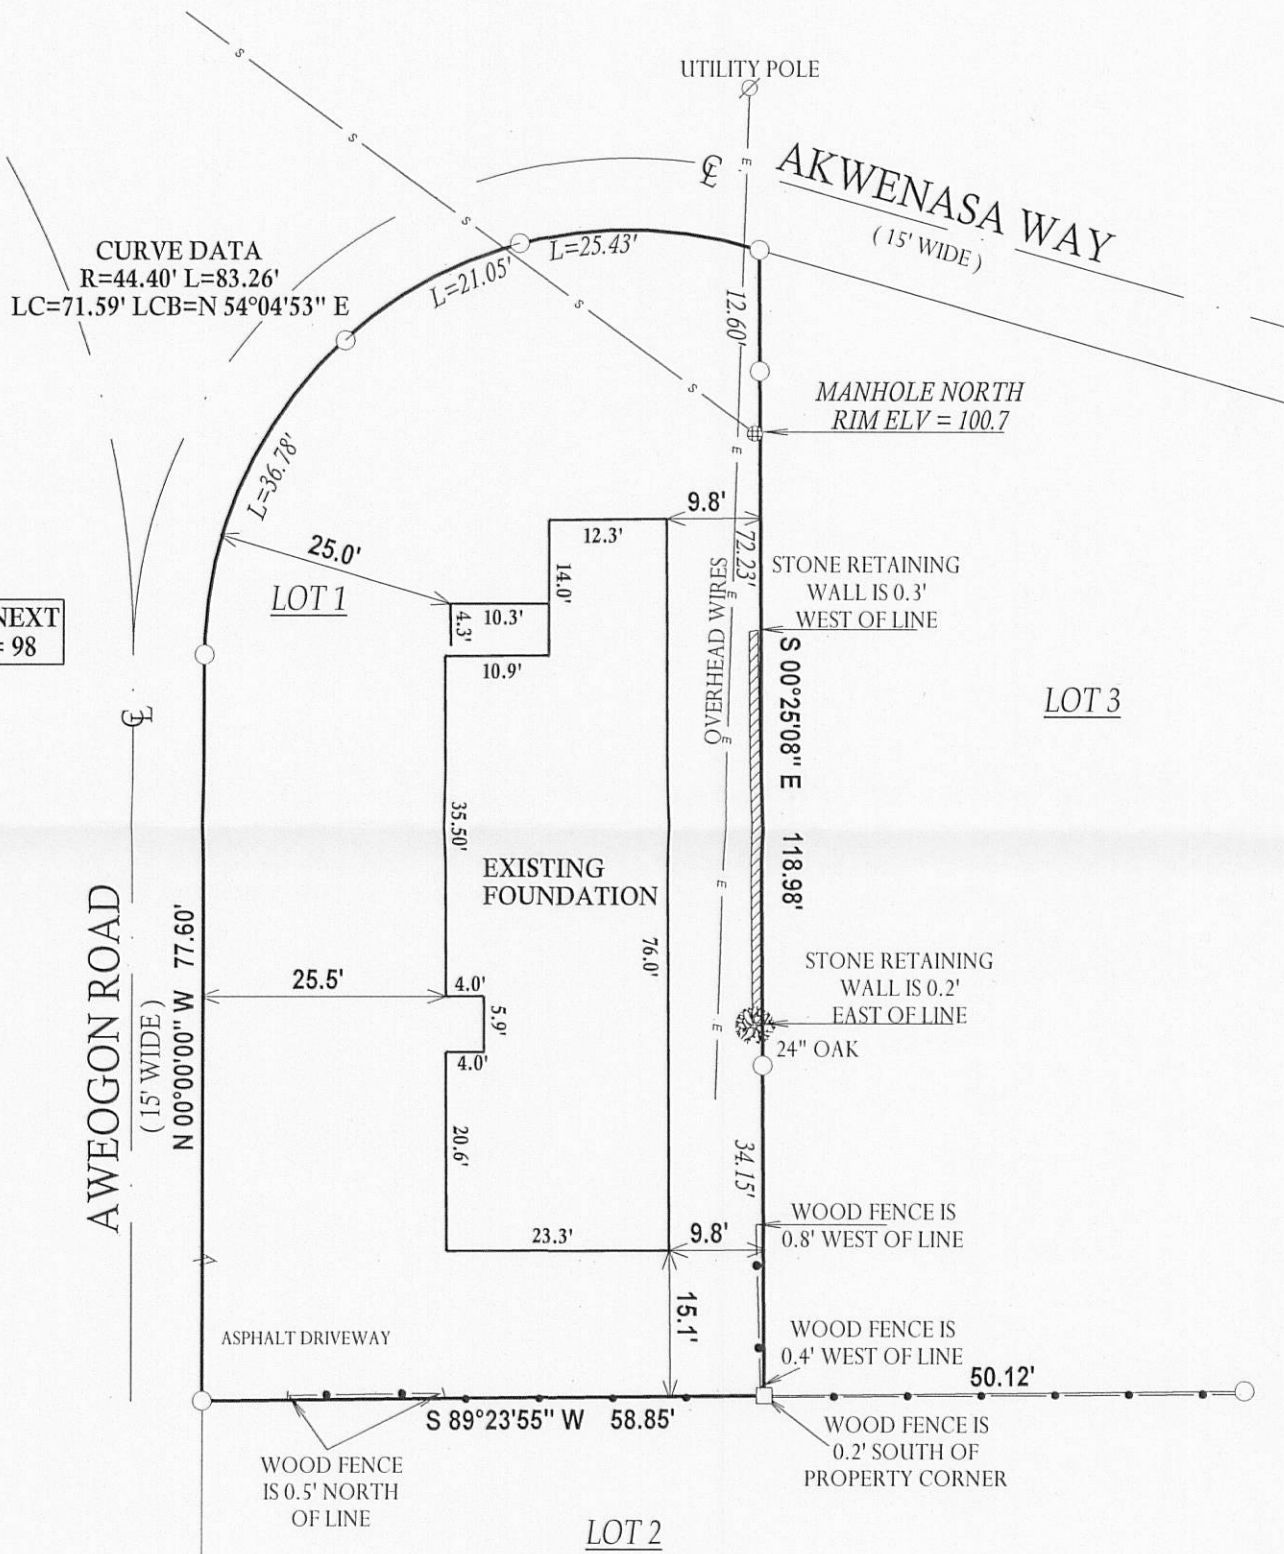 UTILITY POLE
℄
AKWENASA WAY
( 15' WIDE )
CURVE DATA
R=44.40' L=83.26'
LC=71.59' LCB=N 54°04'53" E
L=21.05'
L=25.43'
L=36.78'
12.60'
MANHOLE NORTH
RIM ELV = 100.7
9.8'
12.3'
72.23'
25.0'
14.0'
LOT 1
4.3'
10.3'
10.9'
OVERHEAD WIRES
STONE RETAINING
WALL IS 0.3'
WEST OF LINE
NEXT
= 98
S 00°25'08" E 118.98'
LOT 3
℄
35.50'
EXISTING
FOUNDATION
76.0'
AWEOGON ROAD
( 15' WIDE )
N 00°00'00" W 77.60'
25.5'
4.0'
5.9'
4.0'
STONE RETAINING
WALL IS 0.2'
EAST OF LINE
24" OAK
20.6'
34.15'
23.3'
9.8'
WOOD FENCE IS
0.8' WEST OF LINE
15.1'
ASPHALT DRIVEWAY
WOOD FENCE IS
0.4' WEST OF LINE
50.12'
S 89°23'55" W 58.85'
WOOD FENCE
IS 0.5' NORTH
OF LINE
WOOD FENCE IS
0.2' SOUTH OF
PROPERTY CORNER
LOT 2
S
S
S
S
S
E
E
E
E
E
E